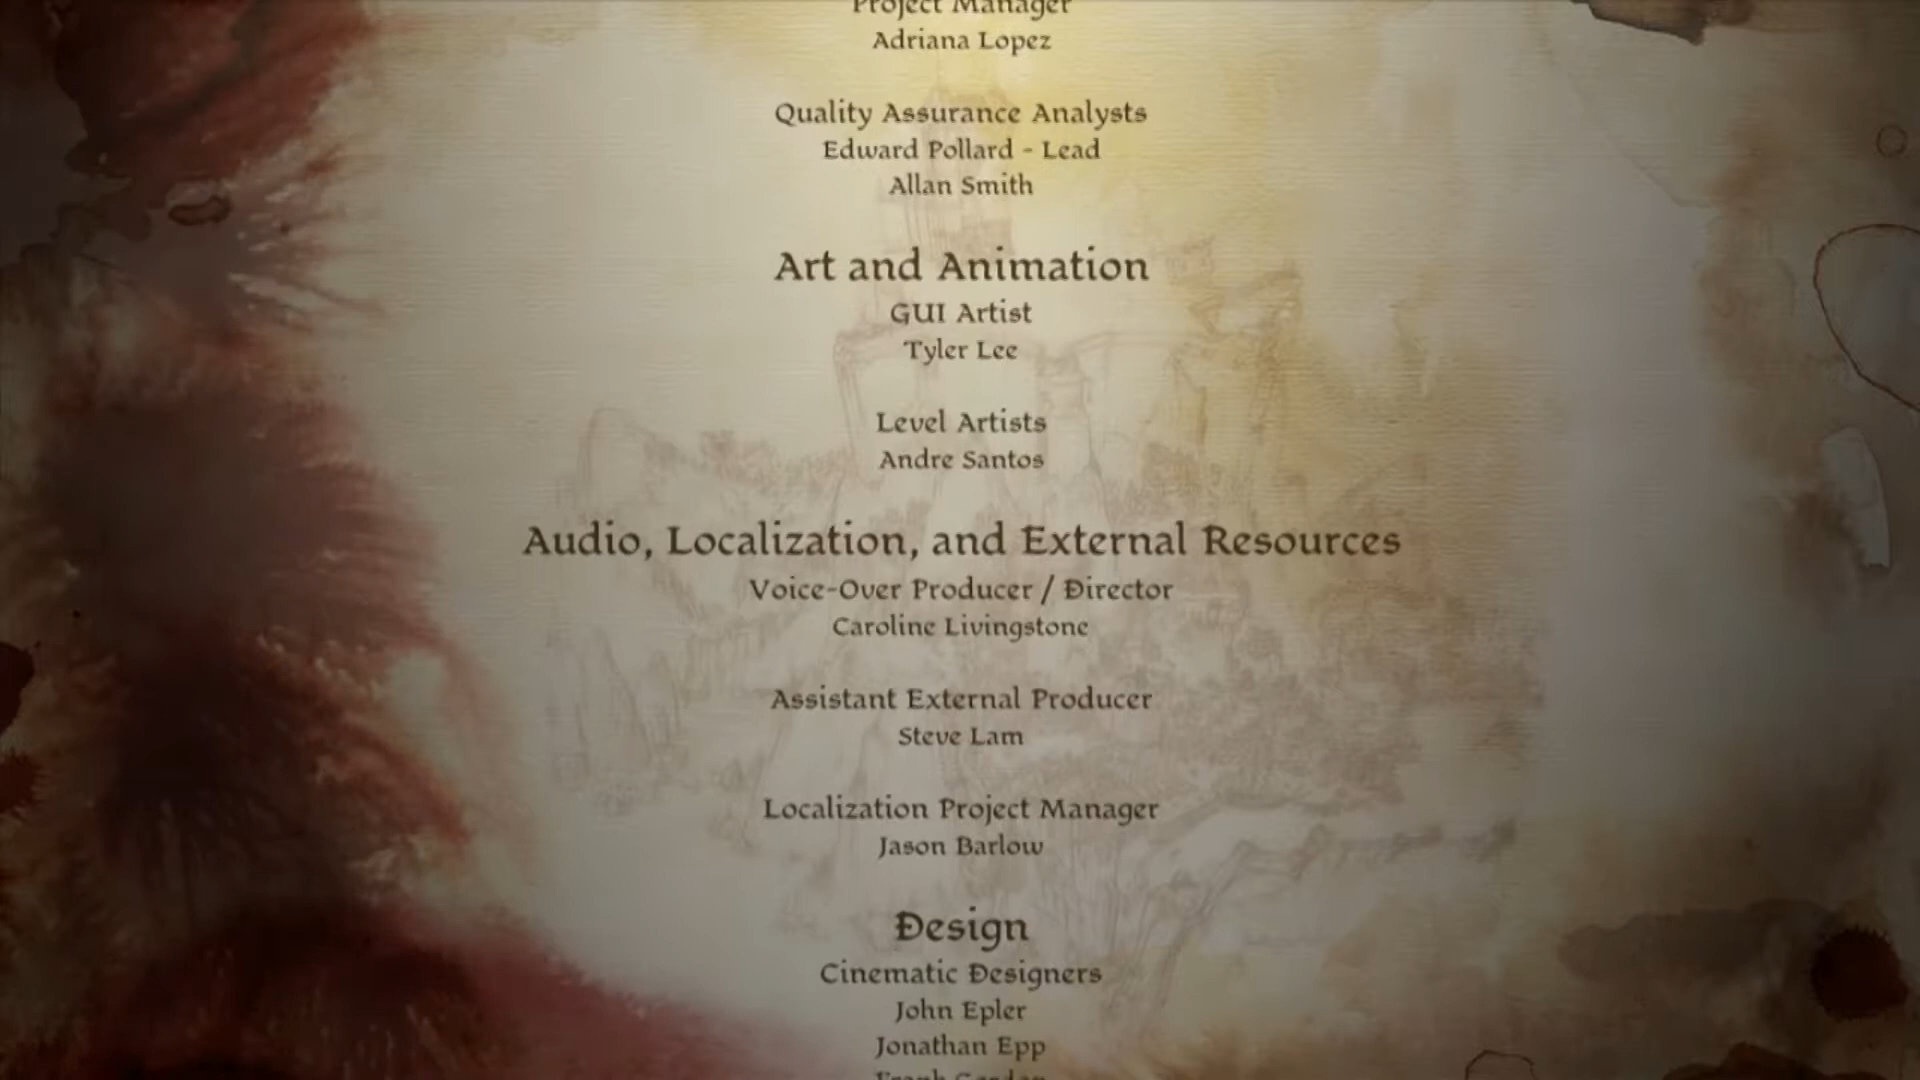 Project Manager
Adriana Lopez
Quality Assurance Analysts
Edward Pollard - Lead
Allan Smith
Art and Animation
GUI Artist
Tyler Lee
Level Artists
Andre Santos
Audio, Localization, and External Resources
Voice-Over Producer / Director
Caroline Livingstone
Assistant External Producer
Steve Lam
Localization Project Manager
Jason Barlow
Design
Cinematic Designers
John Epler
Jonathan Epp